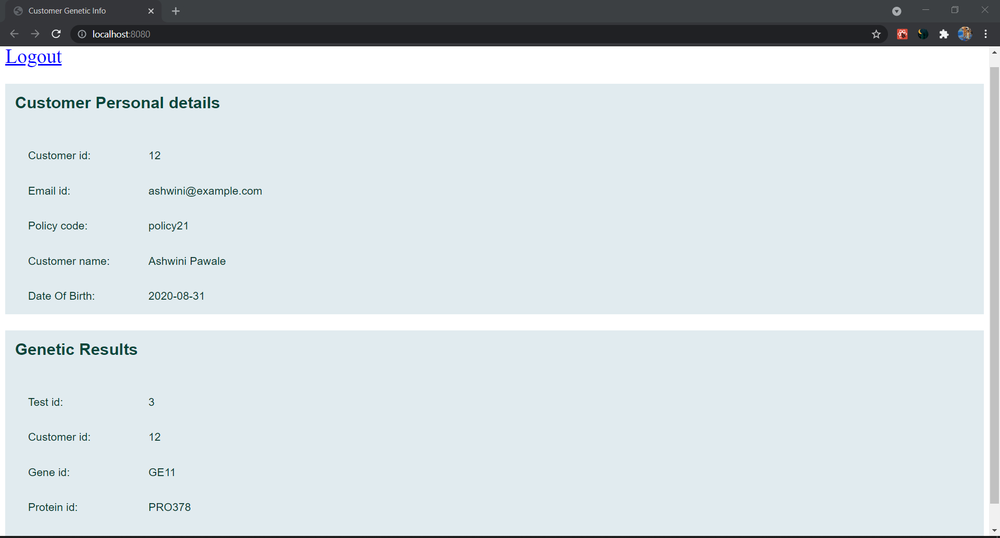 Customer Genetic Info
localhost:8080
Logout
Customer Personal details
Customer id: 12
Email id: ashwini@example.com
Policy code: policy21
Customer name: Ashwini Pawale
Date Of Birth: 2020-08-31
Genetic Results
Test id: 3
Customer id: 12
Gene id: GE11
Protein id: PRO378